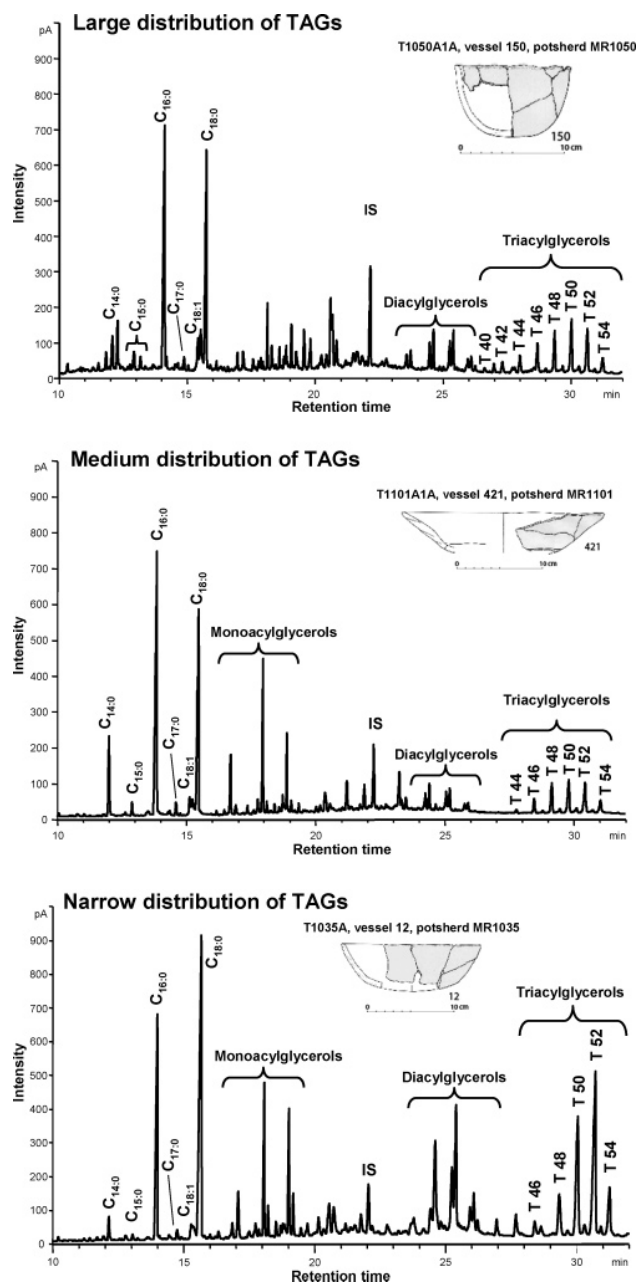 Large distribution of TAGs
pA
T1050A1A, vessel 150, potsherd MR1050
900
800
700
600
500
400
300
200
100
0
Intensity
C14:0
C15:0
C16:0
C17:0
C18:1
C18:0
IS
Diacylglycerols
Triacylglycerols
T 40
T 42
T 44
T 46
T 48
T 50
T 52
T 54
150
0 10 cm
10 15 20 25 30 min
Retention time
Medium distribution of TAGs
pA
T1101A1A, vessel 421, potsherd MR1101
900
800
700
600
500
400
300
200
100
0
Intensity
C14:0
C15:0
C16:0
C17:0
C18:1
C18:0
Monoacylglycerols
IS
Diacylglycerols
Triacylglycerols
T 44
T 46
T 48
T 50
T 52
T 54
421
0 10 cm
10 15 20 25 30 min
Retention time
Narrow distribution of TAGs
pA
T1035A, vessel 12, potsherd MR1035
900
800
700
600
500
400
300
200
100
0
Intensity
C14:0
C15:0
C16:0
C17:0
C18:1
C18:0
Monoacylglycerols
IS
Diacylglycerols
Triacylglycerols
T 46
T 48
T 50
T 52
T 54
12
0 10 cm
10 15 20 25 30 min
Retention time